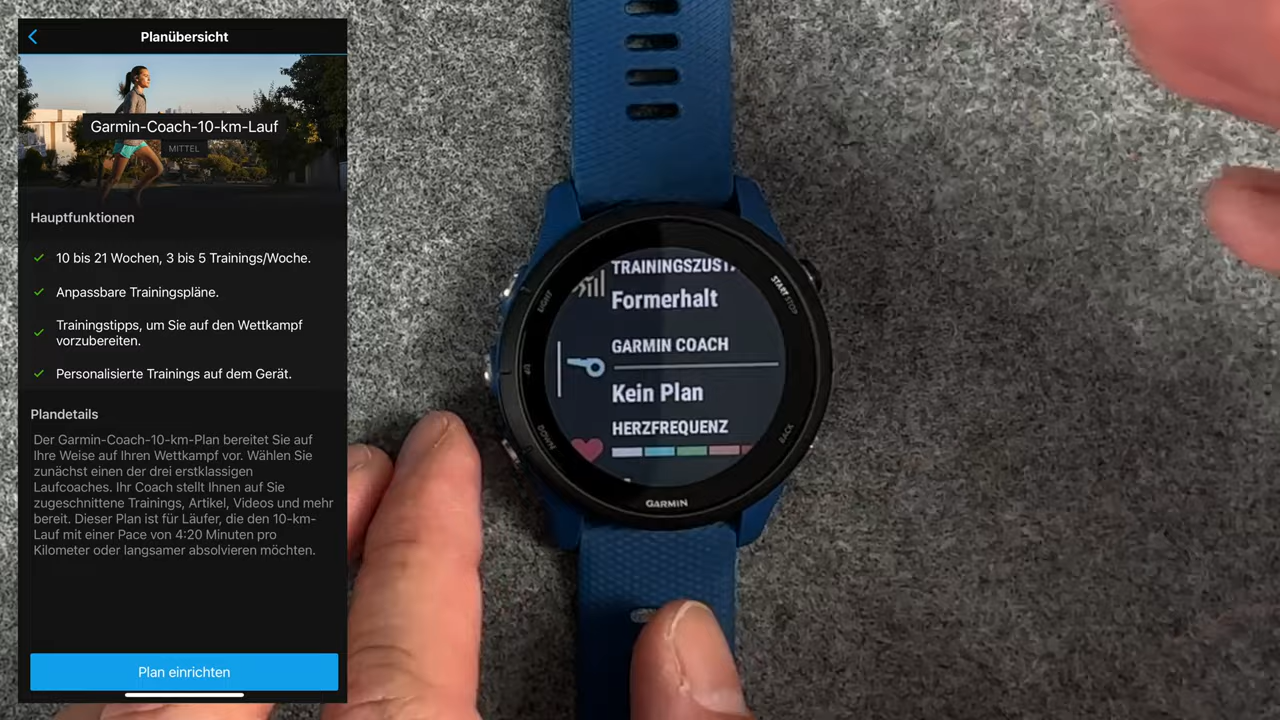 Planübersicht
Garmin-Coach-10-km-Lauf
MITTEL
Hauptfunktionen
10 bis 21 Wochen, 3 bis 5 Trainings/Woche.
Anpassbare Trainingspläne.
Trainingstipps, um Sie auf den Wettkampf
vorzubereiten.
Personalisierte Trainings auf dem Gerät.
Plandetails
Der Garmin-Coach-10-km-Plan bereitet Sie auf
Ihre Weise auf Ihren Wettkampf vor. Wählen Sie
zunächst einen der drei erstklassigen
Laufcoaches. Ihr Coach stellt Ihnen auf Sie
zugeschnittene Trainings, Artikel, Videos und mehr
bereit. Dieser Plan ist für Läufer, die den 10-km-
Lauf mit einer Pace von 4:20 Minuten pro
Kilometer oder langsamer absolvieren möchten.
Plan einrichten
TRAININGSZUSTA
Formerhalt
GARMIN COACH
Kein Plan
HERZFREQUENZ
LIGHT
START STOP
UP
DOWN
BACK
GARMIN